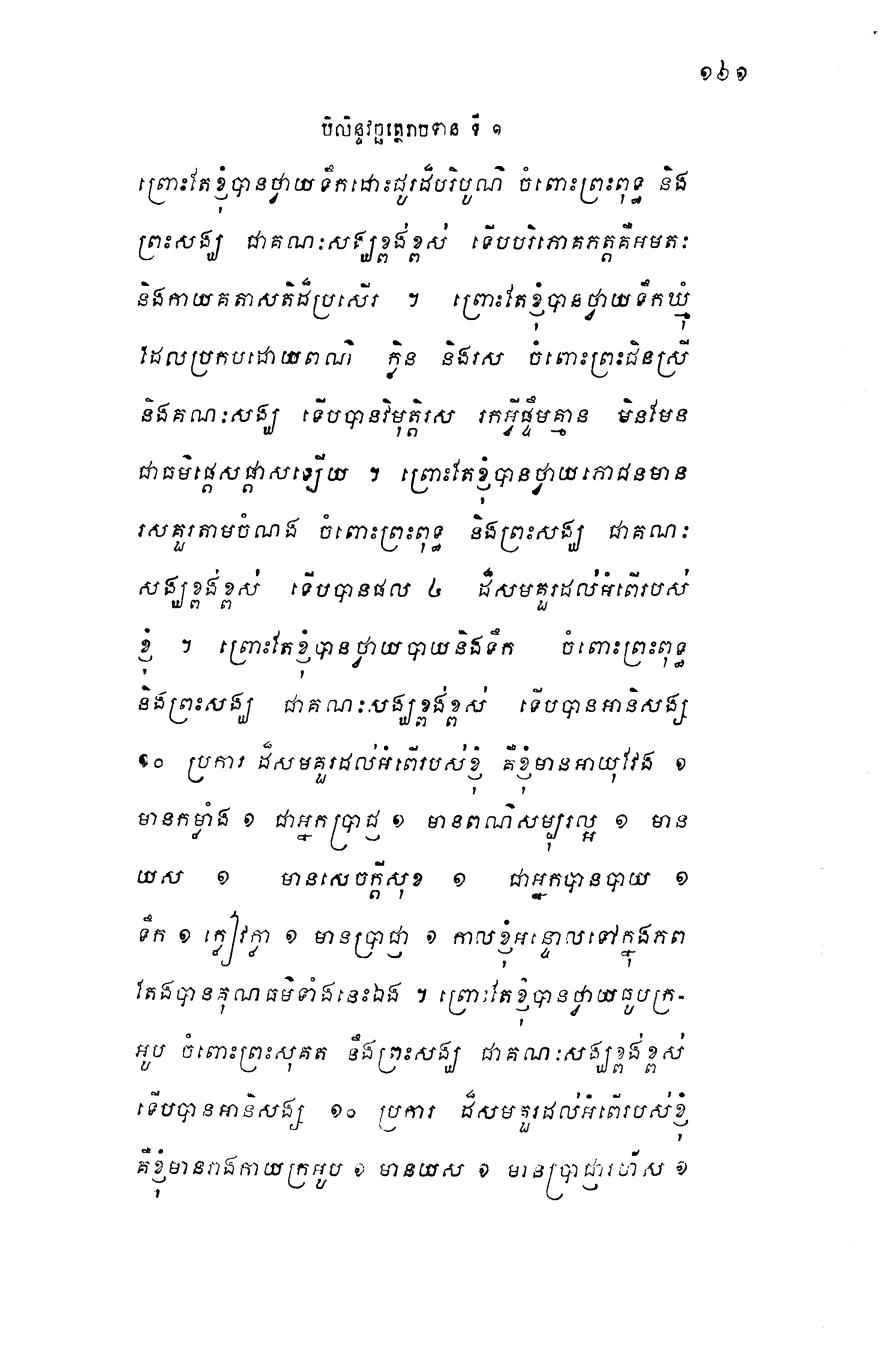 ១៦១
បិលិន្ទវច្ឆត្ថេរាបទាន ទី ១
ព្រោះតែខ្ញុំបានថ្វាយទឹកដោះជូរដ៏បរិបូណ៌ ចំពោះព្រះពុទ្ធ និង
ព្រះសង្ឃ ជាគណៈសង្ឃខ្ពង់ខ្ពស់ ទើបបរិភោគភត្តគឺអមតៈ
និងកាយគតាសតិដ៏ប្រសើរ ។ ព្រោះតែខ្ញុំបានថ្វាយទឹកឃ្មុំ
ដែលប្រកបដោយពណ៌ ក្លិន និងរស ចំពោះព្រះជិនស្រី
និងគណៈសង្ឃ ទើបបានវិមុត្តិរស រកអ្វីផ្ទឹមគ្មាន មិនមែន
ជាធម៌ផ្សេងផ្តាសឡើយ ។ ព្រោះតែខ្ញុំបានថ្វាយភោជនមាន
រសគួរតាមចំណង ចំពោះព្រះពុទ្ធ និងព្រះសង្ឃ ជាគណៈ
សង្ឃខ្ពង់ខ្ពស់ ទើបបានផល ៤ ដ៏សមគួរដល់អំពើរបស់
ខ្ញុំ ។ ព្រោះតែខ្ញុំបានថ្វាយបាយនិងទឹក ចំពោះព្រះពុទ្ធ
និងព្រះសង្ឃ ជាគណៈសង្ឃខ្ពង់ខ្ពស់ ទើបបានអានិសង្ឃ
១០ ប្រការ ដ៏សមគួរដល់អំពើរបស់ខ្ញុំ គឺខ្ញុំមានអាយុវែង ១
មានកម្លាំង ១ ជាអ្នកប្រាជ្ញ ១ មានពណ៌សម្បុរល្អ ១ មាន
យស ១ មានសេចក្តីសុខ ១ ជាអ្នកបានបាយ ១
ទឹក ១ ក្លៀវក្លា ១ មានប្រាជ្ញា ១ កាលខ្ញុំអន្ទោលទៅក្នុងភព
តែងបានគុណធម៌ទាំងនេះឯង ។ ព្រោះតែខ្ញុំបានថ្វាយធូបក្រ-
អូប ចំពោះព្រះសុគត នឹងព្រះសង្ឃ ជាគណៈសង្ឃខ្ពង់ខ្ពស់
ទើបបានអានិសង្ស ១០ ប្រការ ដ៏សមគួរដល់អំពើរបស់ខ្ញុំ
គឺខ្ញុំមានរាងកាយក្រអូប ១ មានយស ១ មានប្រាជ្ញារហ័ស ១